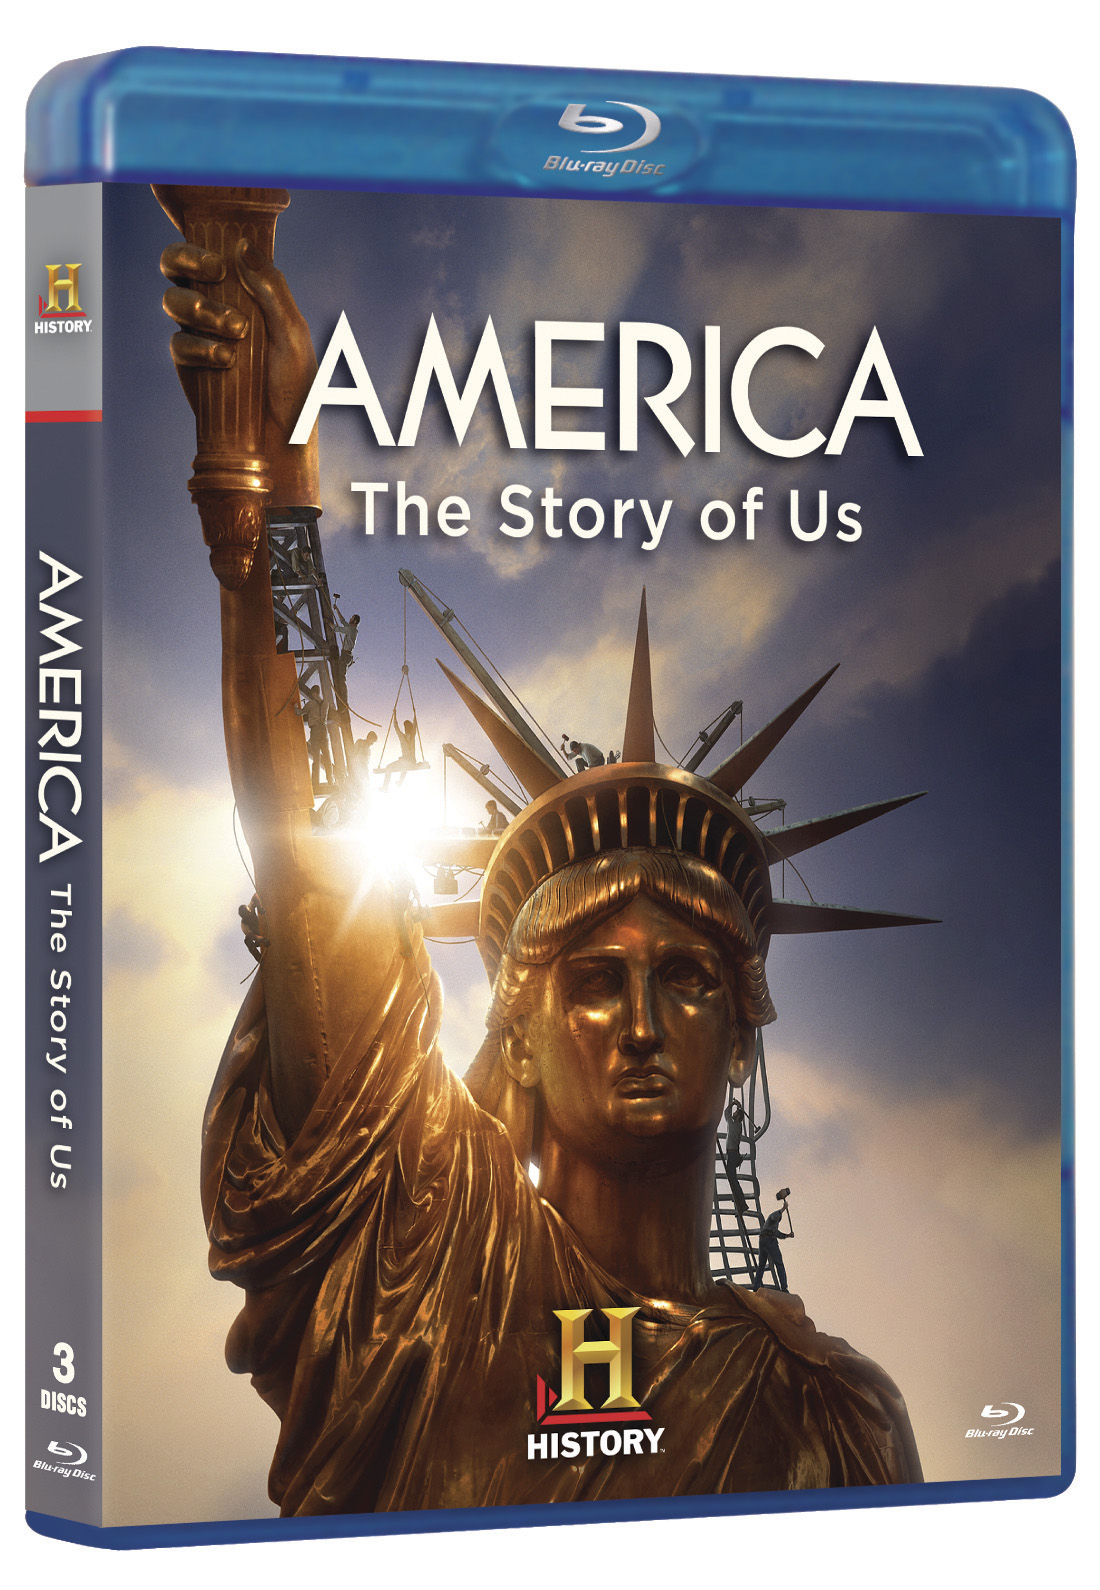 Blu-ray Disc
H
HISTORY
AMERICA
The Story of Us
AMERICA The Story of Us
3
DISCS
Blu-ray Disc
H
HISTORY
Blu-ray Disc